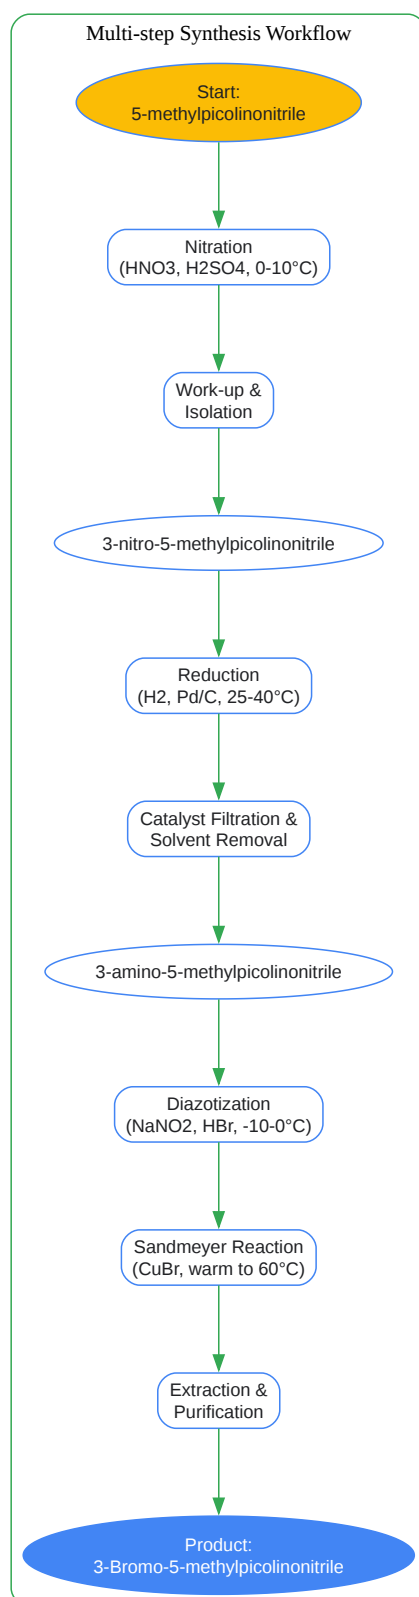 Multi-step Synthesis Workflow
Start:
5-methylpicolinonitrile
Nitration
(HNO3, H2SO4, 0-10°C)
Work-up &
Isolation
3-nitro-5-methylpicolinonitrile
Reduction
(H2, Pd/C, 25-40°C)
Catalyst Filtration &
Solvent Removal
3-amino-5-methylpicolinonitrile
Diazotization
(NaNO2, HBr, -10-0°C)
Sandmeyer Reaction
(CuBr, warm to 60°C)
Extraction &
Purification
Product:
3-Bromo-5-methylpicolinonitrile